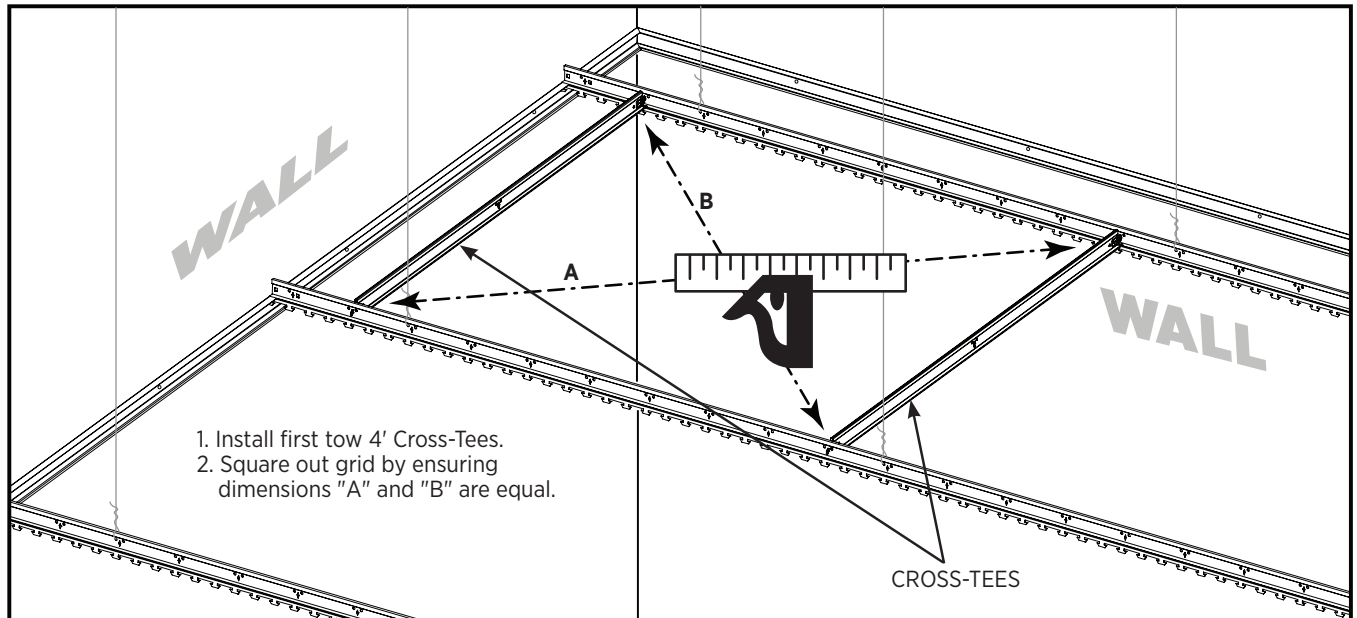 WALL
B
A
WALL
1. Install first tow 4' Cross-Tees.
2. Square out grid by ensuring
dimensions "A" and "B" are equal.
CROSS-TEES